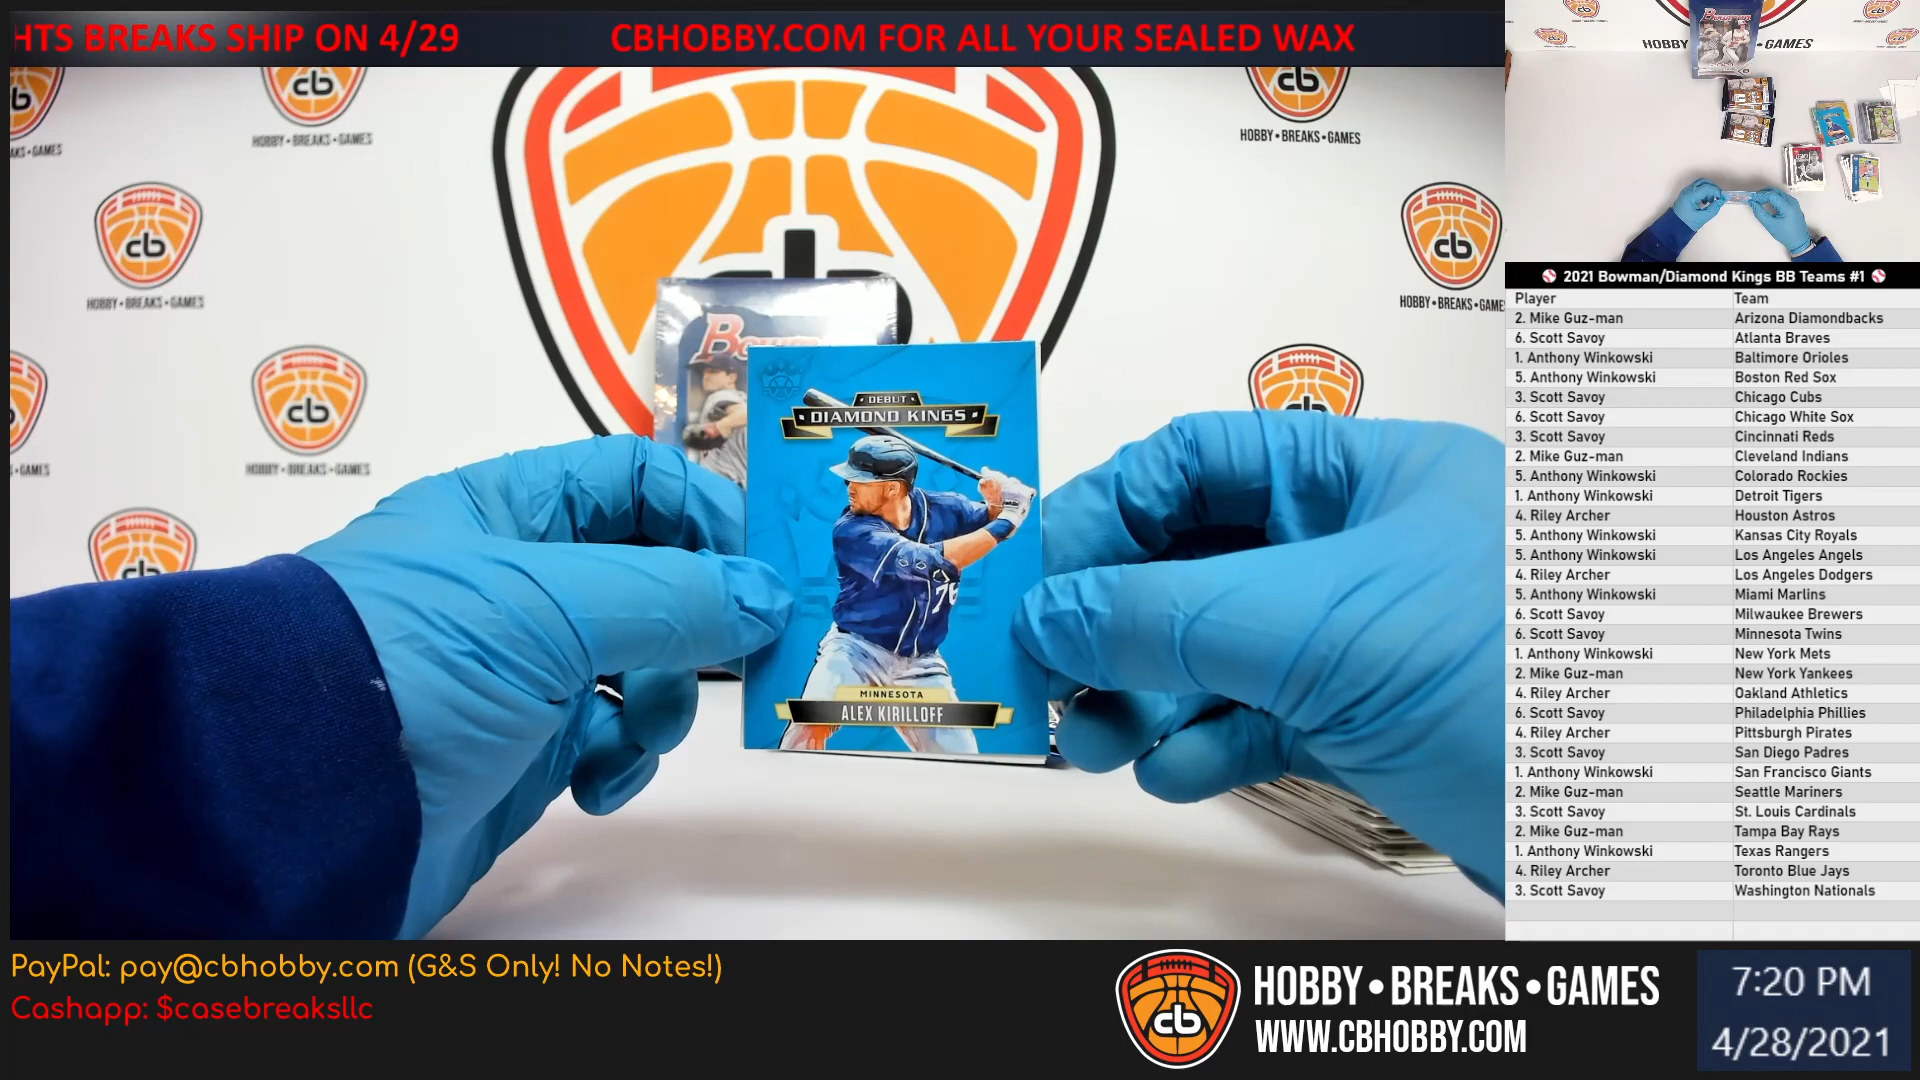 HTS BREAKS SHIP ON 4/29
CBHOBBY.COM FOR ALL YOUR SEALED WAX
HOBBY•BREAKS•GAMES
HOBBY•BREAKS•GAMES
HOBBY•BREAKS•GAMES
cb
DEBUT
DIAMOND KINGS
76
MINNESOTA
ALEX KIRILLOFF
2021 Bowman/Diamond Kings BB Teams #1
Player Team
2. Mike Guz-man Arizona Diamondbacks
6. Scott Savoy Atlanta Braves
1. Anthony Winkowski Baltimore Orioles
5. Anthony Winkowski Boston Red Sox
3. Scott Savoy Chicago Cubs
6. Scott Savoy Chicago White Sox
3. Scott Savoy Cincinnati Reds
2. Mike Guz-man Cleveland Indians
5. Anthony Winkowski Colorado Rockies
1. Anthony Winkowski Detroit Tigers
4. Riley Archer Houston Astros
5. Anthony Winkowski Kansas City Royals
5. Anthony Winkowski Los Angeles Angels
4. Riley Archer Los Angeles Dodgers
5. Anthony Winkowski Miami Marlins
6. Scott Savoy Milwaukee Brewers
6. Scott Savoy Minnesota Twins
1. Anthony Winkowski New York Mets
2. Mike Guz-man New York Yankees
4. Riley Archer Oakland Athletics
6. Scott Savoy Philadelphia Phillies
4. Riley Archer Pittsburgh Pirates
3. Scott Savoy San Diego Padres
1. Anthony Winkowski San Francisco Giants
2. Mike Guz-man Seattle Mariners
3. Scott Savoy St. Louis Cardinals
2. Mike Guz-man Tampa Bay Rays
1. Anthony Winkowski Texas Rangers
4. Riley Archer Toronto Blue Jays
3. Scott Savoy Washington Nationals
PayPal: pay@cbhobby.com (G&S Only! No Notes!)
Cashapp: $casebreaksllc
cb
HOBBY•BREAKS•GAMES
WWW.CBHOBBY.COM
7:20 PM
4/28/2021